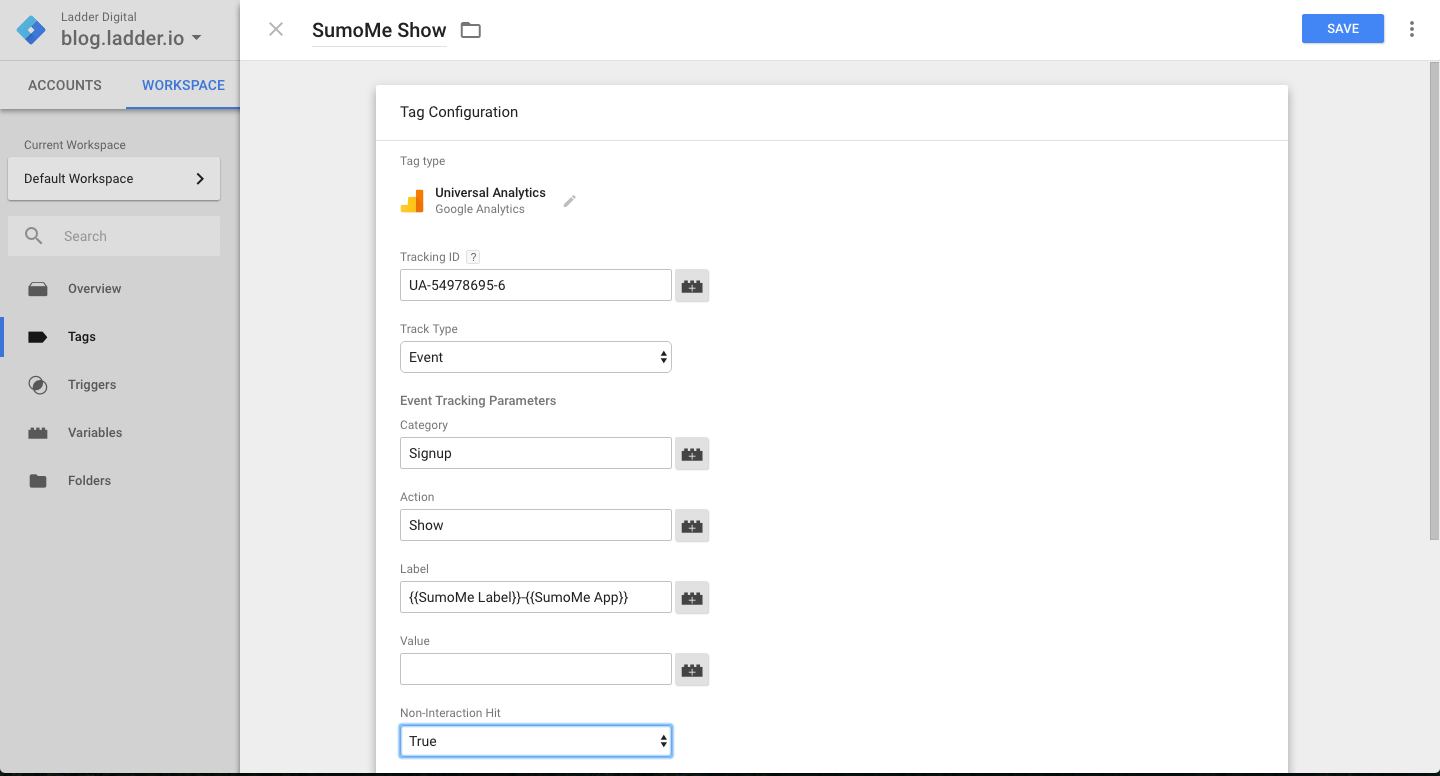 Ladder Digital
blog.ladder.io
ACCOUNTS
WORKSPACE
Current Workspace
Default Workspace
Search
Overview
Tags
Triggers
Variables
Folders
SumoMe Show
SAVE
Tag Configuration
Tag type
Universal Analytics
Google Analytics
Tracking ID ?
UA-54978695-6
Track Type
Event
Event Tracking Parameters
Category
Signup
Action
Show
Label
{{SumoMe Label}}-{{SumoMe App}}
Value
Non-Interaction Hit
True